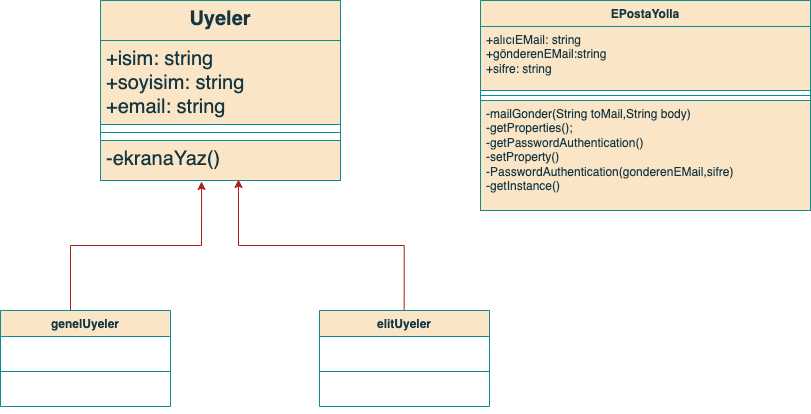 Uyeler
+isim: string
+soyisim: string
+email: string
-ekranaYaz()
EPostaYolla
+alıcıEMail: string
+gönderenEMail:string
+sifre: string
-mailGonder(String toMail,String body)
-getProperties();
-getPasswordAuthentication()
-setProperty()
-PasswordAuthentication(gonderenEMail,sifre)
-getInstance()
genelUyeler
elitUyeler